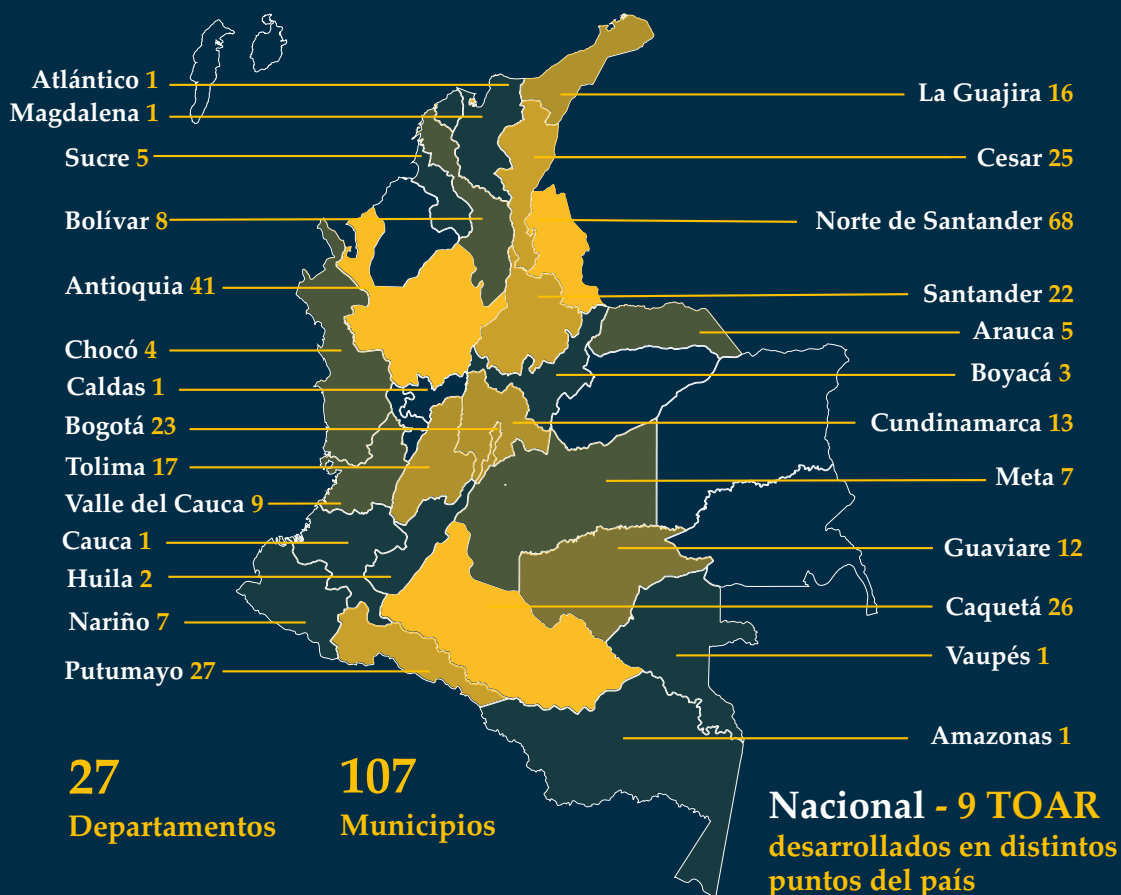 Atlántico 1
Magdalena 1
Sucre 5
Bolívar 8
Antioquia 41
Chocó 4
Caldas 1
Bogotá 23
Tolima 17
Valle del Cauca 9
Cauca 1
Huila 2
Nariño 7
Putumayo 27
La Guajira 16
Cesar 25
Norte de Santander 68
Santander 22
Arauca 5
Boyacá 3
Cundinamarca 13
Meta 7
Guaviare 12
Caquetá 26
Vaupés 1
Amazonas 1
27
Departamentos
107
Municipios
Nacional - 9 TOAR
desarrollados en distintos
puntos del país